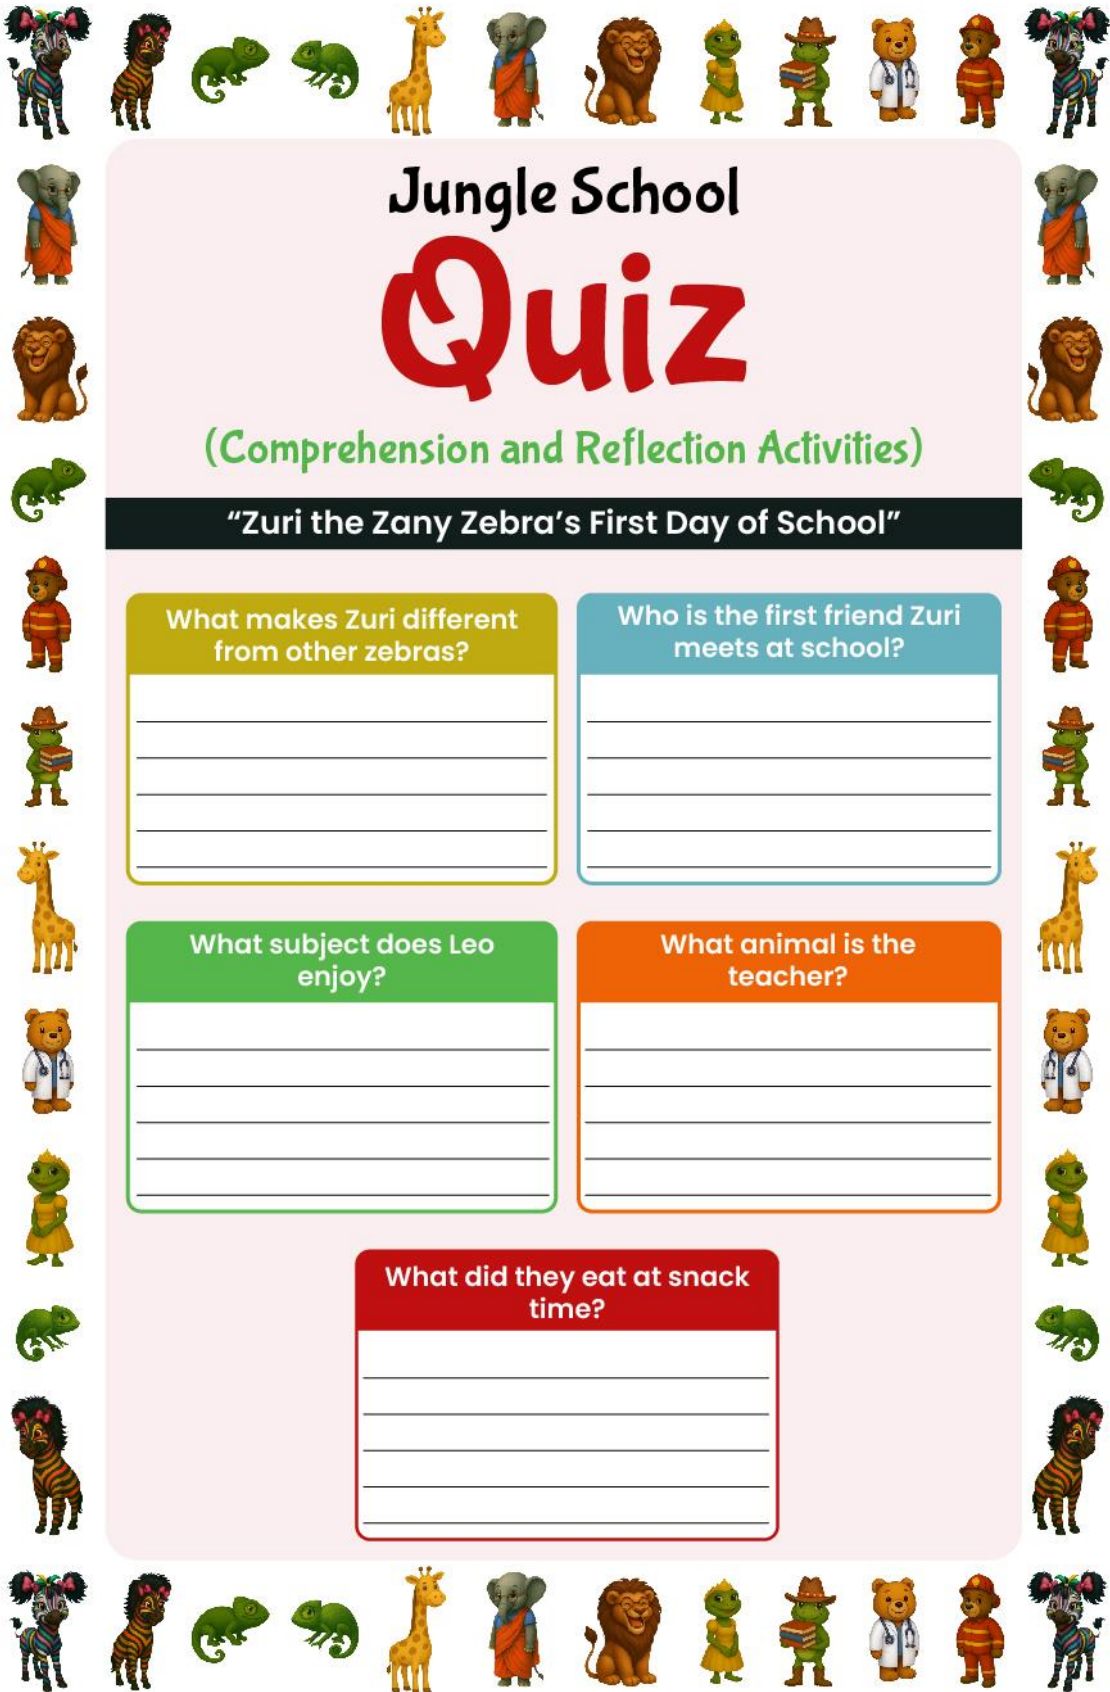 Jungle School
Quiz
(Comprehension and Reflection Activities)
“Zuri the Zany Zebra’s First Day of School”
What makes Zuri different
from other zebras?
Who is the first friend Zuri
meets at school?
What subject does Leo
enjoy?
What animal is the
teacher?
What did they eat at snack
time?